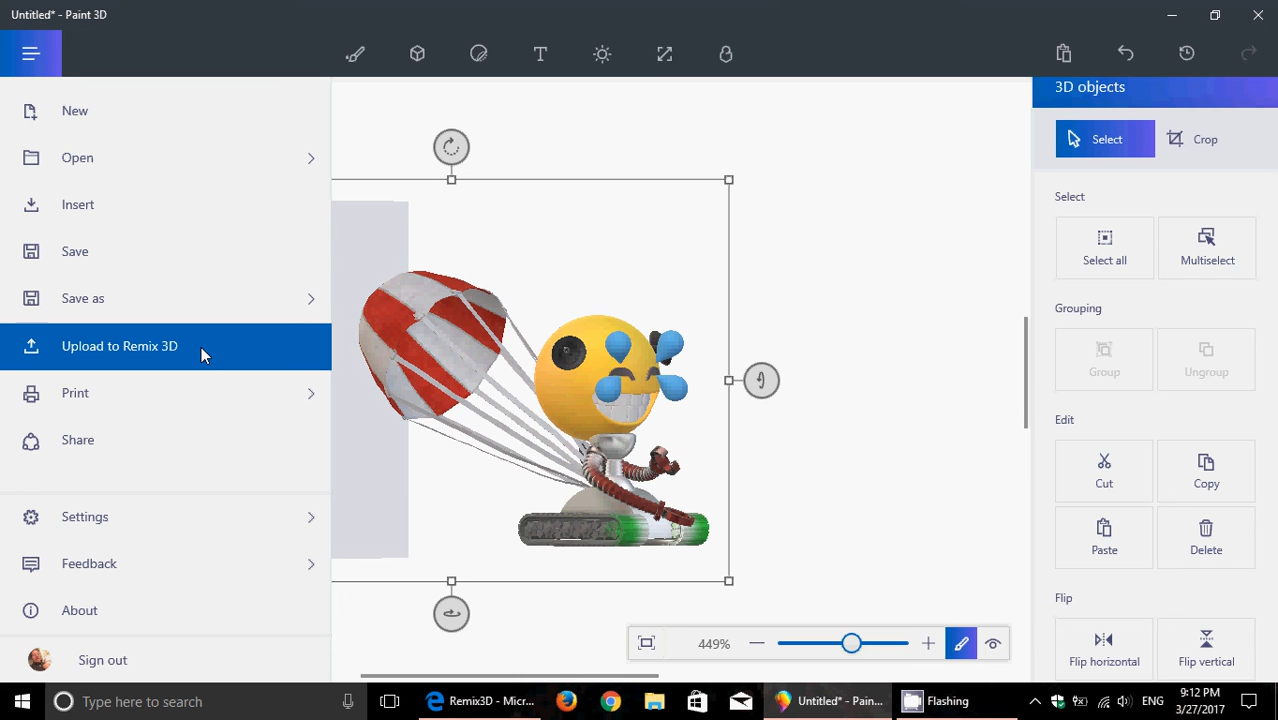 Untitled* - Paint 3D
New
Open
Insert
Save
Save as
Upload to Remix 3D
Print
Share
Settings
Feedback
About
Sign out
3D objects
Select
Crop
Select
Select all
Multiselect
Grouping
Group
Ungroup
Edit
Cut
Copy
Paste
Delete
Flip
Flip horizontal
Flip vertical
449%
Type here to search
Remix3D - Micr...
Untitled* - Pain...
Flashing
ENG
9:12 PM
3/27/2017